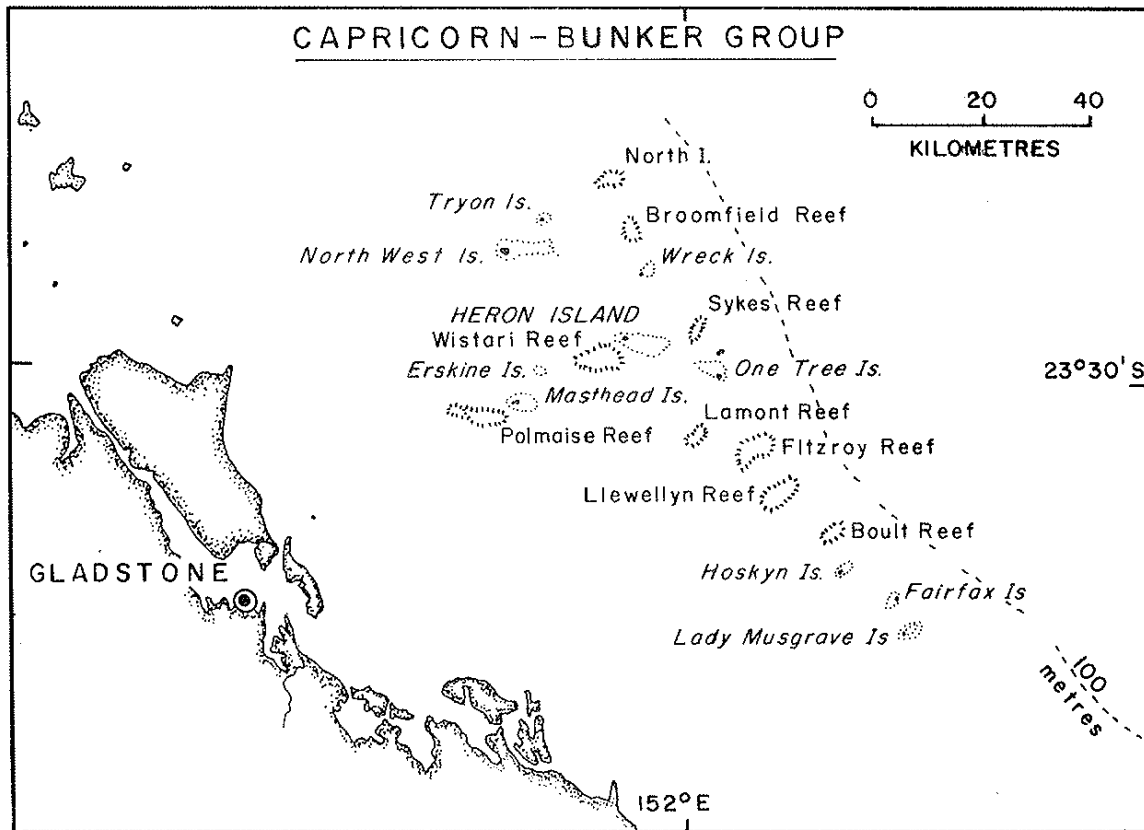 CAPRICORN-BUNKER GROUP
0 20 40
KILOMETRES
North I.
Tryon Is.
Broomfield Reef
North West Is.
Wreck Is.
HERON ISLAND
Sykes Reef
Wistari Reef
Erskine Is.
One Tree Is.
23°30'S
Masthead Is.
Lamont Reef
Polmaise Reef
FItzroy Reef
Llewellyn Reef
Boult Reef
GLADSTONE
Hoskyn Is.
Fairfax Is
Lady Musgrave Is
100
metres
152°E